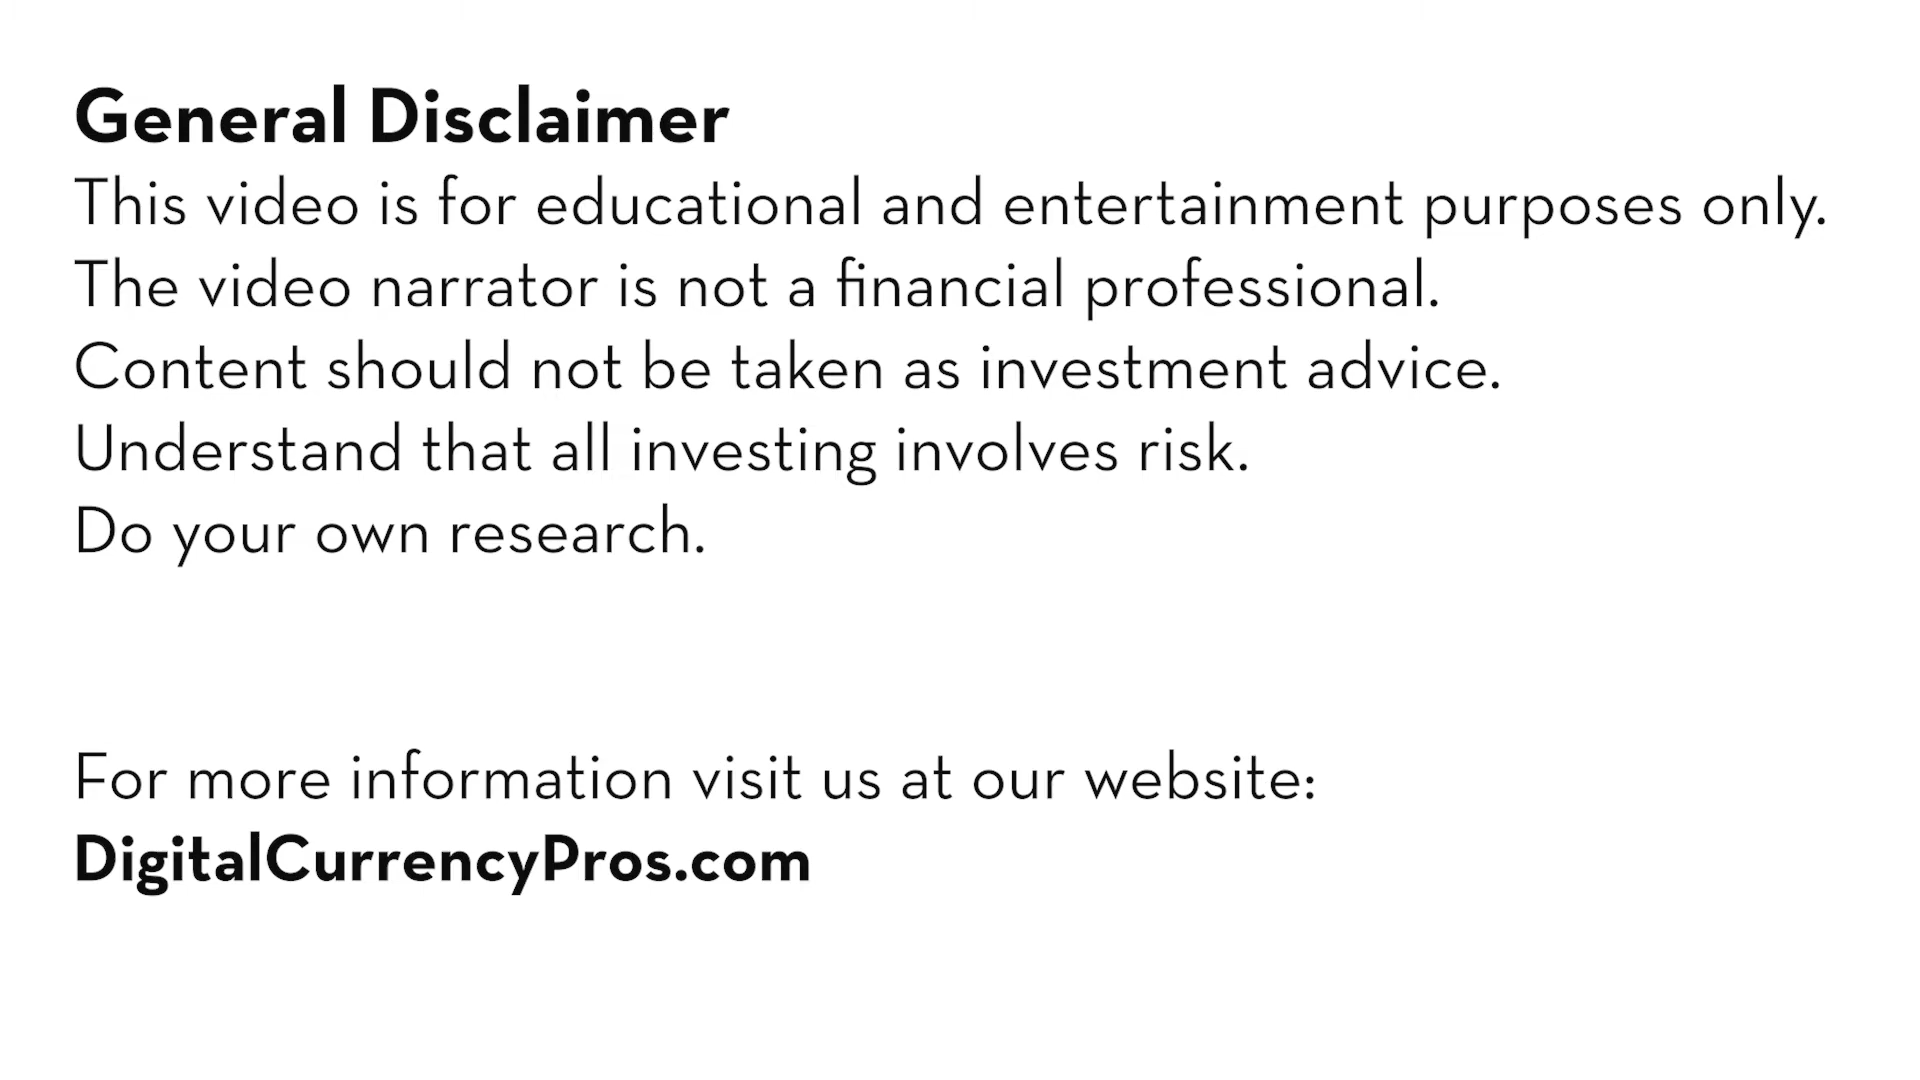 General Disclaimer
This video is for educational and entertainment purposes only.
The video narrator is not a financial professional.
Content should not be taken as investment advice.
Understand that all investing involves risk.
Do your own research.
For more information visit us at our website:
DigitalCurrencyPros.com